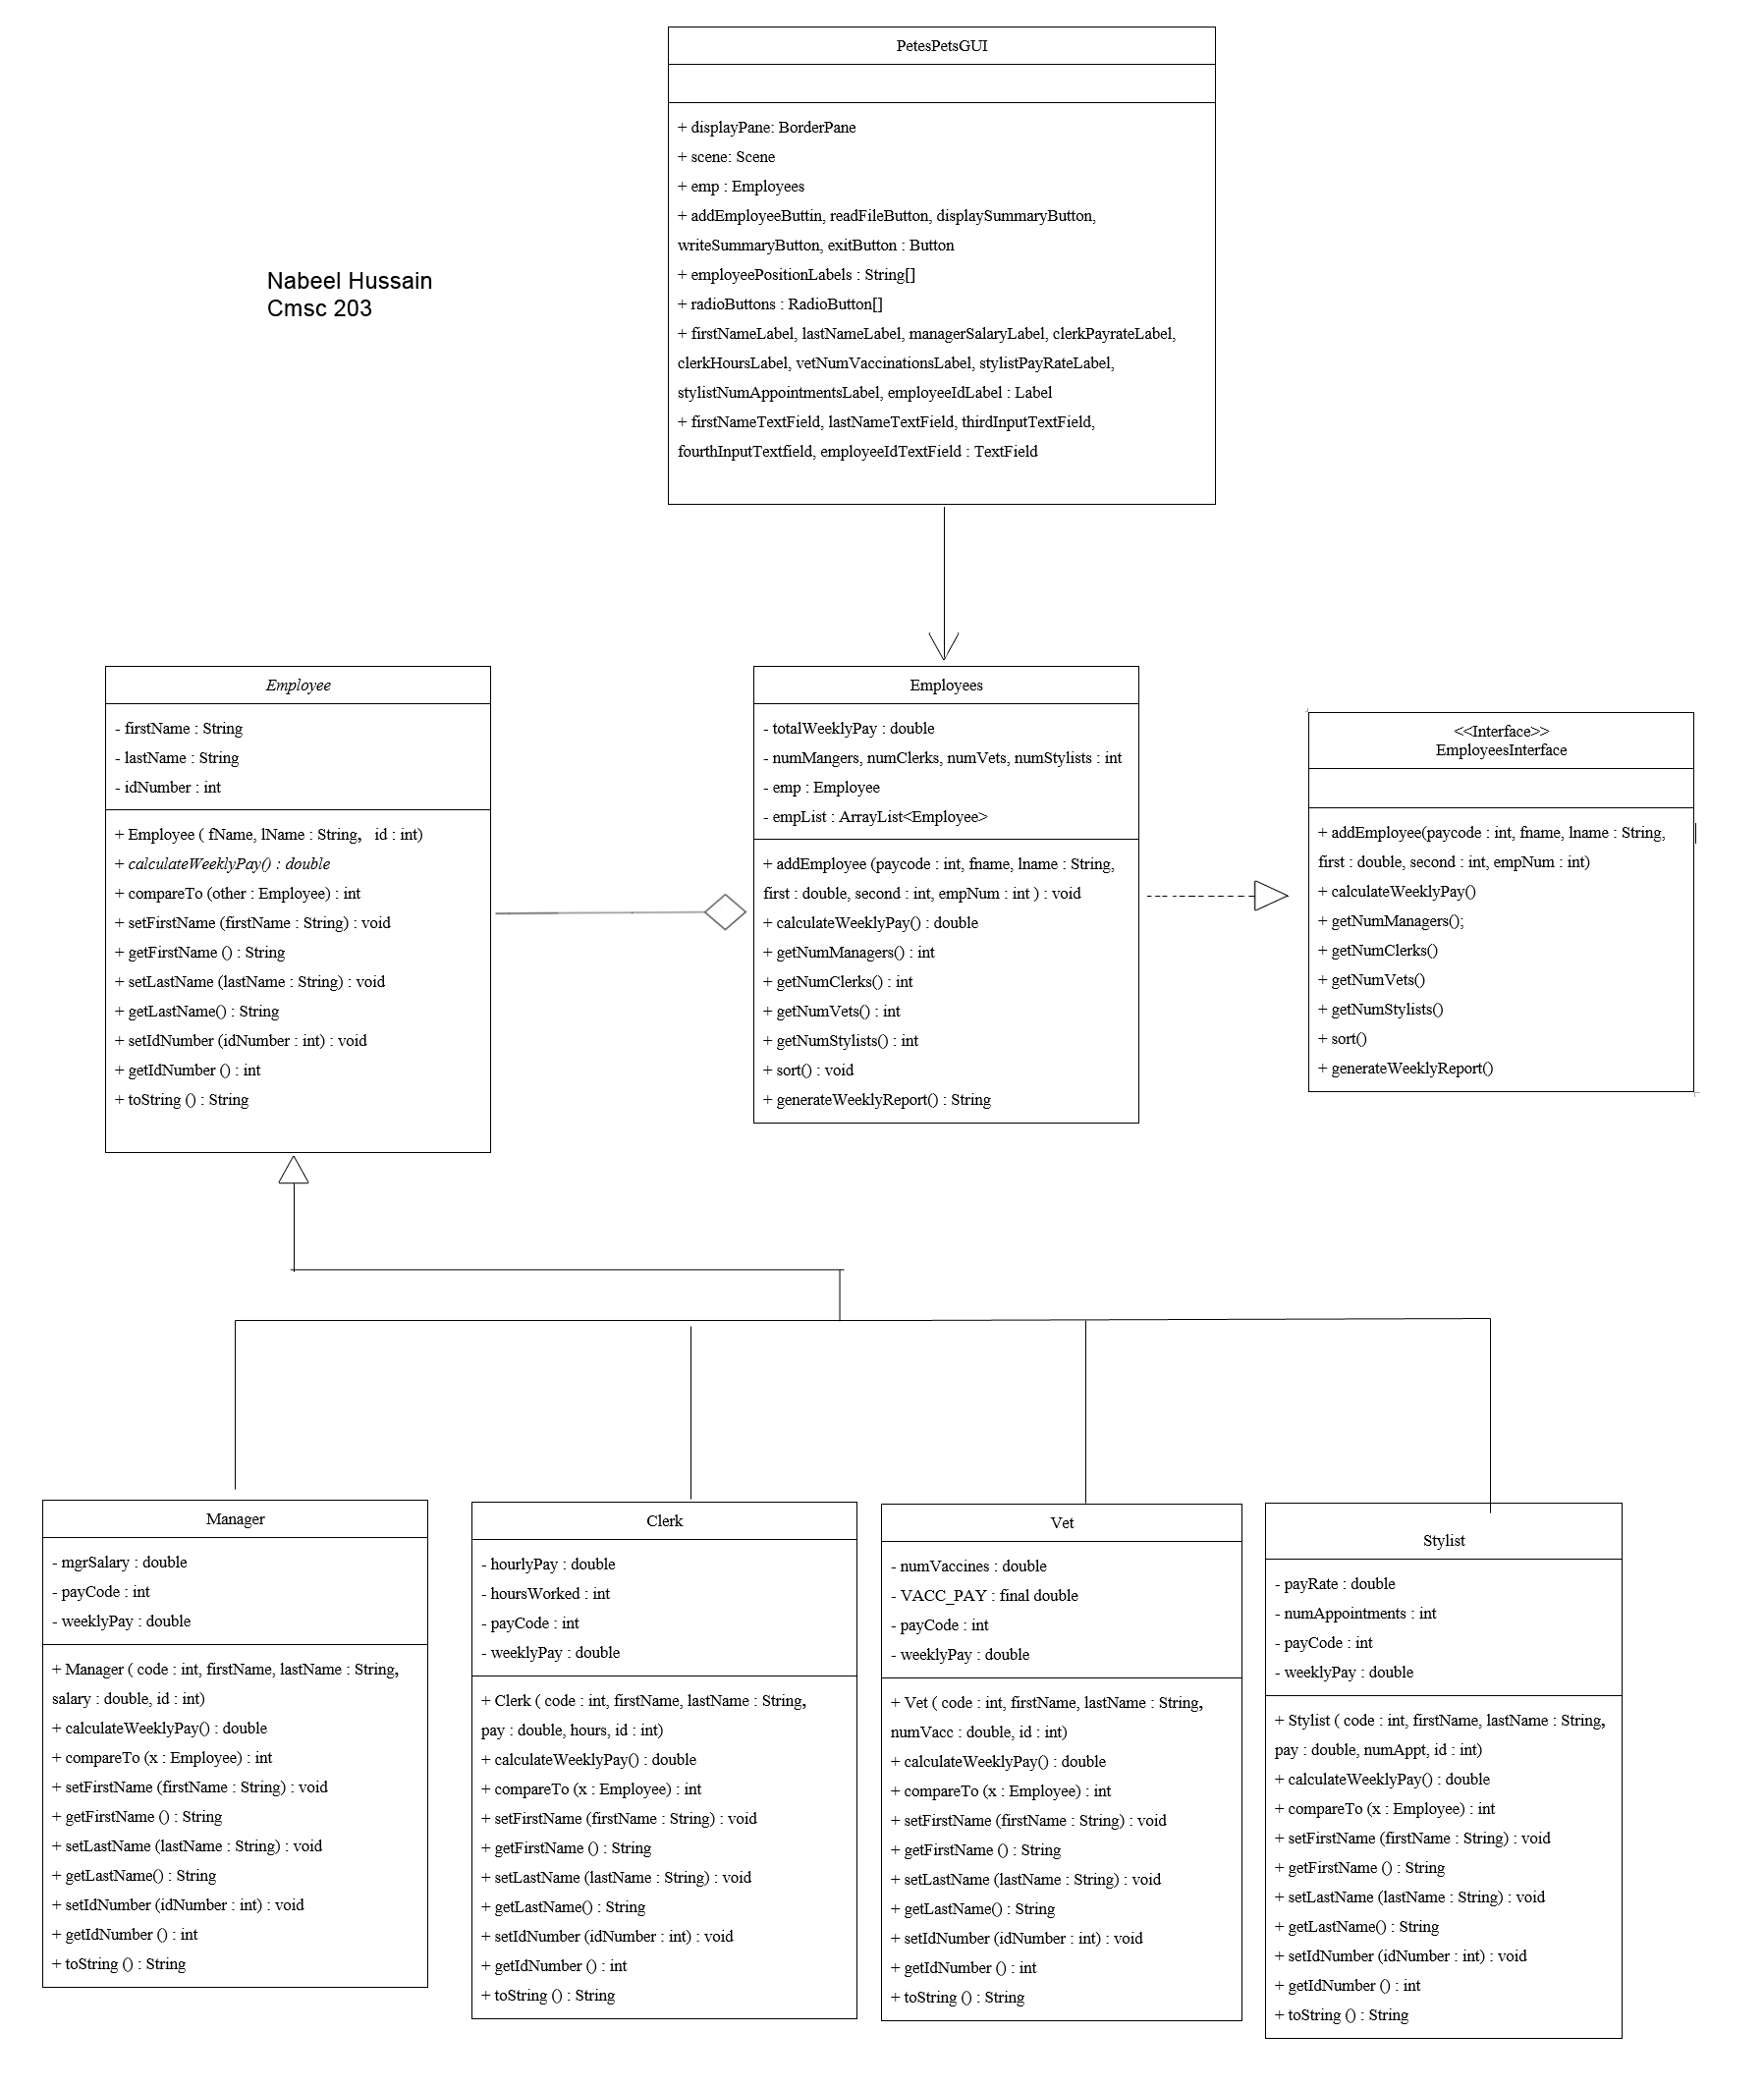 PetesPetsGUI
+ displayPane: BorderPane
+ scene: Scene
+ emp : Employees
+ addEmployeeButtin, readFileButton, displaySummaryButton,
writeSummaryButton, exitButton : Button
+ employeePositionLabels : String[]
+ radioButtons : RadioButton[]
+ firstNameLabel, lastNameLabel, managerSalaryLabel, clerkPayrateLabel,
clerkHoursLabel, vetNumVaccinationsLabel, stylistPayRateLabel,
stylistNumAppointmentsLabel, employeeIdLabel : Label
+ firstNameTextField, lastNameTextField, thirdInputTextField,
fourthInputTextfield, employeeIdTextField : TextField
Nabeel Hussain
Cmsc 203
Employee
- firstName : String
- lastName : String
- idNumber : int
+ Employee ( fName, lName : String, id : int)
+ calculateWeeklyPay() : double
+ compareTo (other : Employee) : int
+ setFirstName (firstName : String) : void
+ getFirstName () : String
+ setLastName (lastName : String) : void
+ getLastName() : String
+ setIdNumber (idNumber : int) : void
+ getIdNumber () : int
+ toString () : String
Employees
- totalWeeklyPay : double
- numMangers, numClerks, numVets, numStylists : int
- emp : Employee
- empList : ArrayList<Employee>
+ addEmployee (paycode : int, fname, lname : String,
first : double, second : int, empNum : int ) : void
+ calculateWeeklyPay() : double
+ getNumManagers() : int
+ getNumClerks() : int
+ getNumVets() : int
+ getNumStylists() : int
+ sort() : void
+ generateWeeklyReport() : String
<<Interface>>
EmployeesInterface
+ addEmployee(paycode : int, fname, lname : String,
first : double, second : int, empNum : int)
+ calculateWeeklyPay()
+ getNumManagers();
+ getNumClerks()
+ getNumVets()
+ getNumStylists()
+ sort()
+ generateWeeklyReport()
Manager
- mgrSalary : double
- payCode : int
- weeklyPay : double
+ Manager ( code : int, firstName, lastName : String,
salary : double, id : int)
+ calculateWeeklyPay() : double
+ compareTo (x : Employee) : int
+ setFirstName (firstName : String) : void
+ getFirstName () : String
+ setLastName (lastName : String) : void
+ getLastName() : String
+ setIdNumber (idNumber : int) : void
+ getIdNumber () : int
+ toString () : String
Clerk
- hourlyPay : double
- hoursWorked : int
- payCode : int
- weeklyPay : double
+ Clerk ( code : int, firstName, lastName : String,
pay : double, hours, id : int)
+ calculateWeeklyPay() : double
+ compareTo (x : Employee) : int
+ setFirstName (firstName : String) : void
+ getFirstName () : String
+ setLastName (lastName : String) : void
+ getLastName() : String
+ setIdNumber (idNumber : int) : void
+ getIdNumber () : int
+ toString () : String
Vet
- numVaccines : double
- VACC_PAY : final double
- payCode : int
- weeklyPay : double
+ Vet ( code : int, firstName, lastName : String,
numVacc : double, id : int)
+ calculateWeeklyPay() : double
+ compareTo (x : Employee) : int
+ setFirstName (firstName : String) : void
+ getFirstName () : String
+ setLastName (lastName : String) : void
+ getLastName() : String
+ setIdNumber (idNumber : int) : void
+ getIdNumber () : int
+ toString () : String
Stylist
- payRate : double
- numAppointments : int
- payCode : int
- weeklyPay : double
+ Stylist ( code : int, firstName, lastName : String,
pay : double, numAppt, id : int)
+ calculateWeeklyPay() : double
+ compareTo (x : Employee) : int
+ setFirstName (firstName : String) : void
+ getFirstName () : String
+ setLastName (lastName : String) : void
+ getLastName() : String
+ setIdNumber (idNumber : int) : void
+ getIdNumber () : int
+ toString () : String